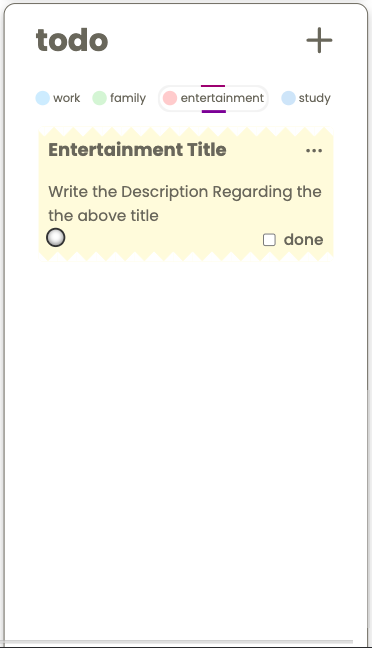 todo
work family entertainment study
Entertainment Title
Write the Description Regarding the
the above title
done